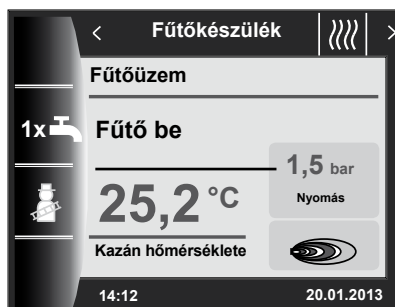 < Fűtőkészülék >
Fűtőüzem
1x
Fűtő be
1,5 bar
Nyomás
25,2 °C
Kazán hőmérséklete
14:12 20.01.2013